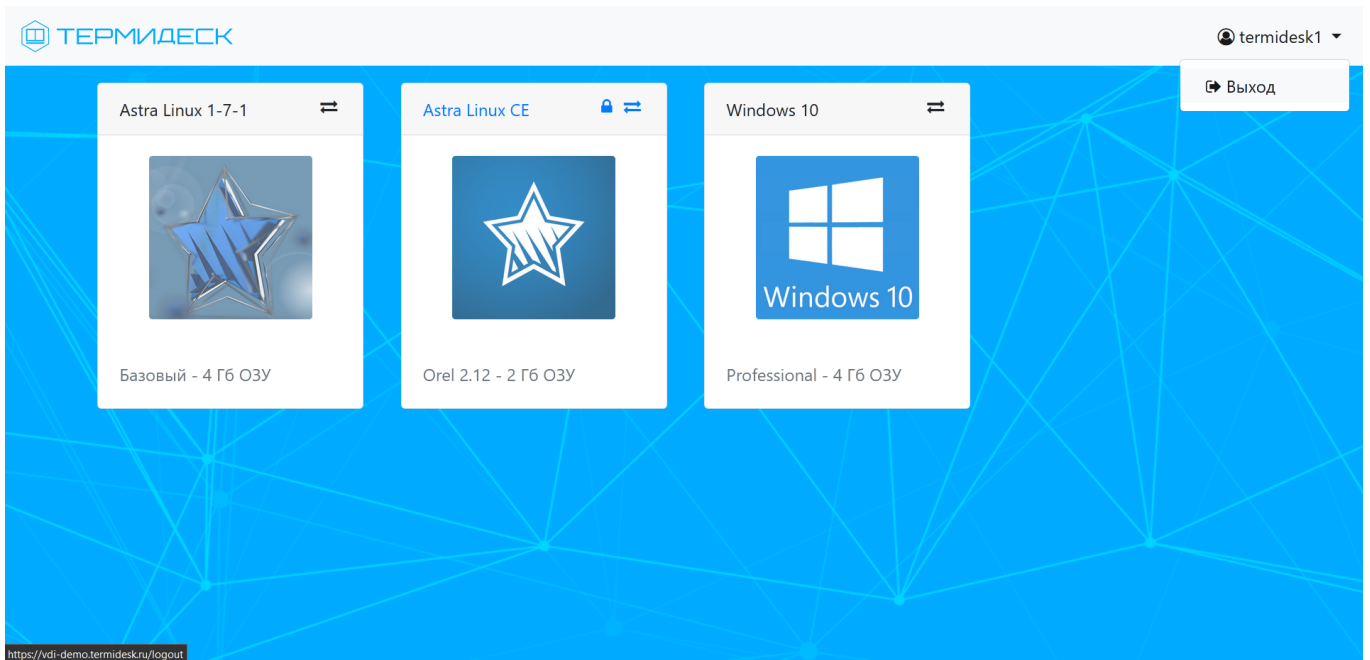 ТЕРМИДЕСК
termidesk1
Выход
Astra Linux 1-7-1
Astra Linux CE
Windows 10
Windows 10
Базовый - 4 Гб ОЗУ
Orel 2.12 - 2 Гб ОЗУ
Professional - 4 Гб ОЗУ
https://vdi-demo.termidesk.ru/logout